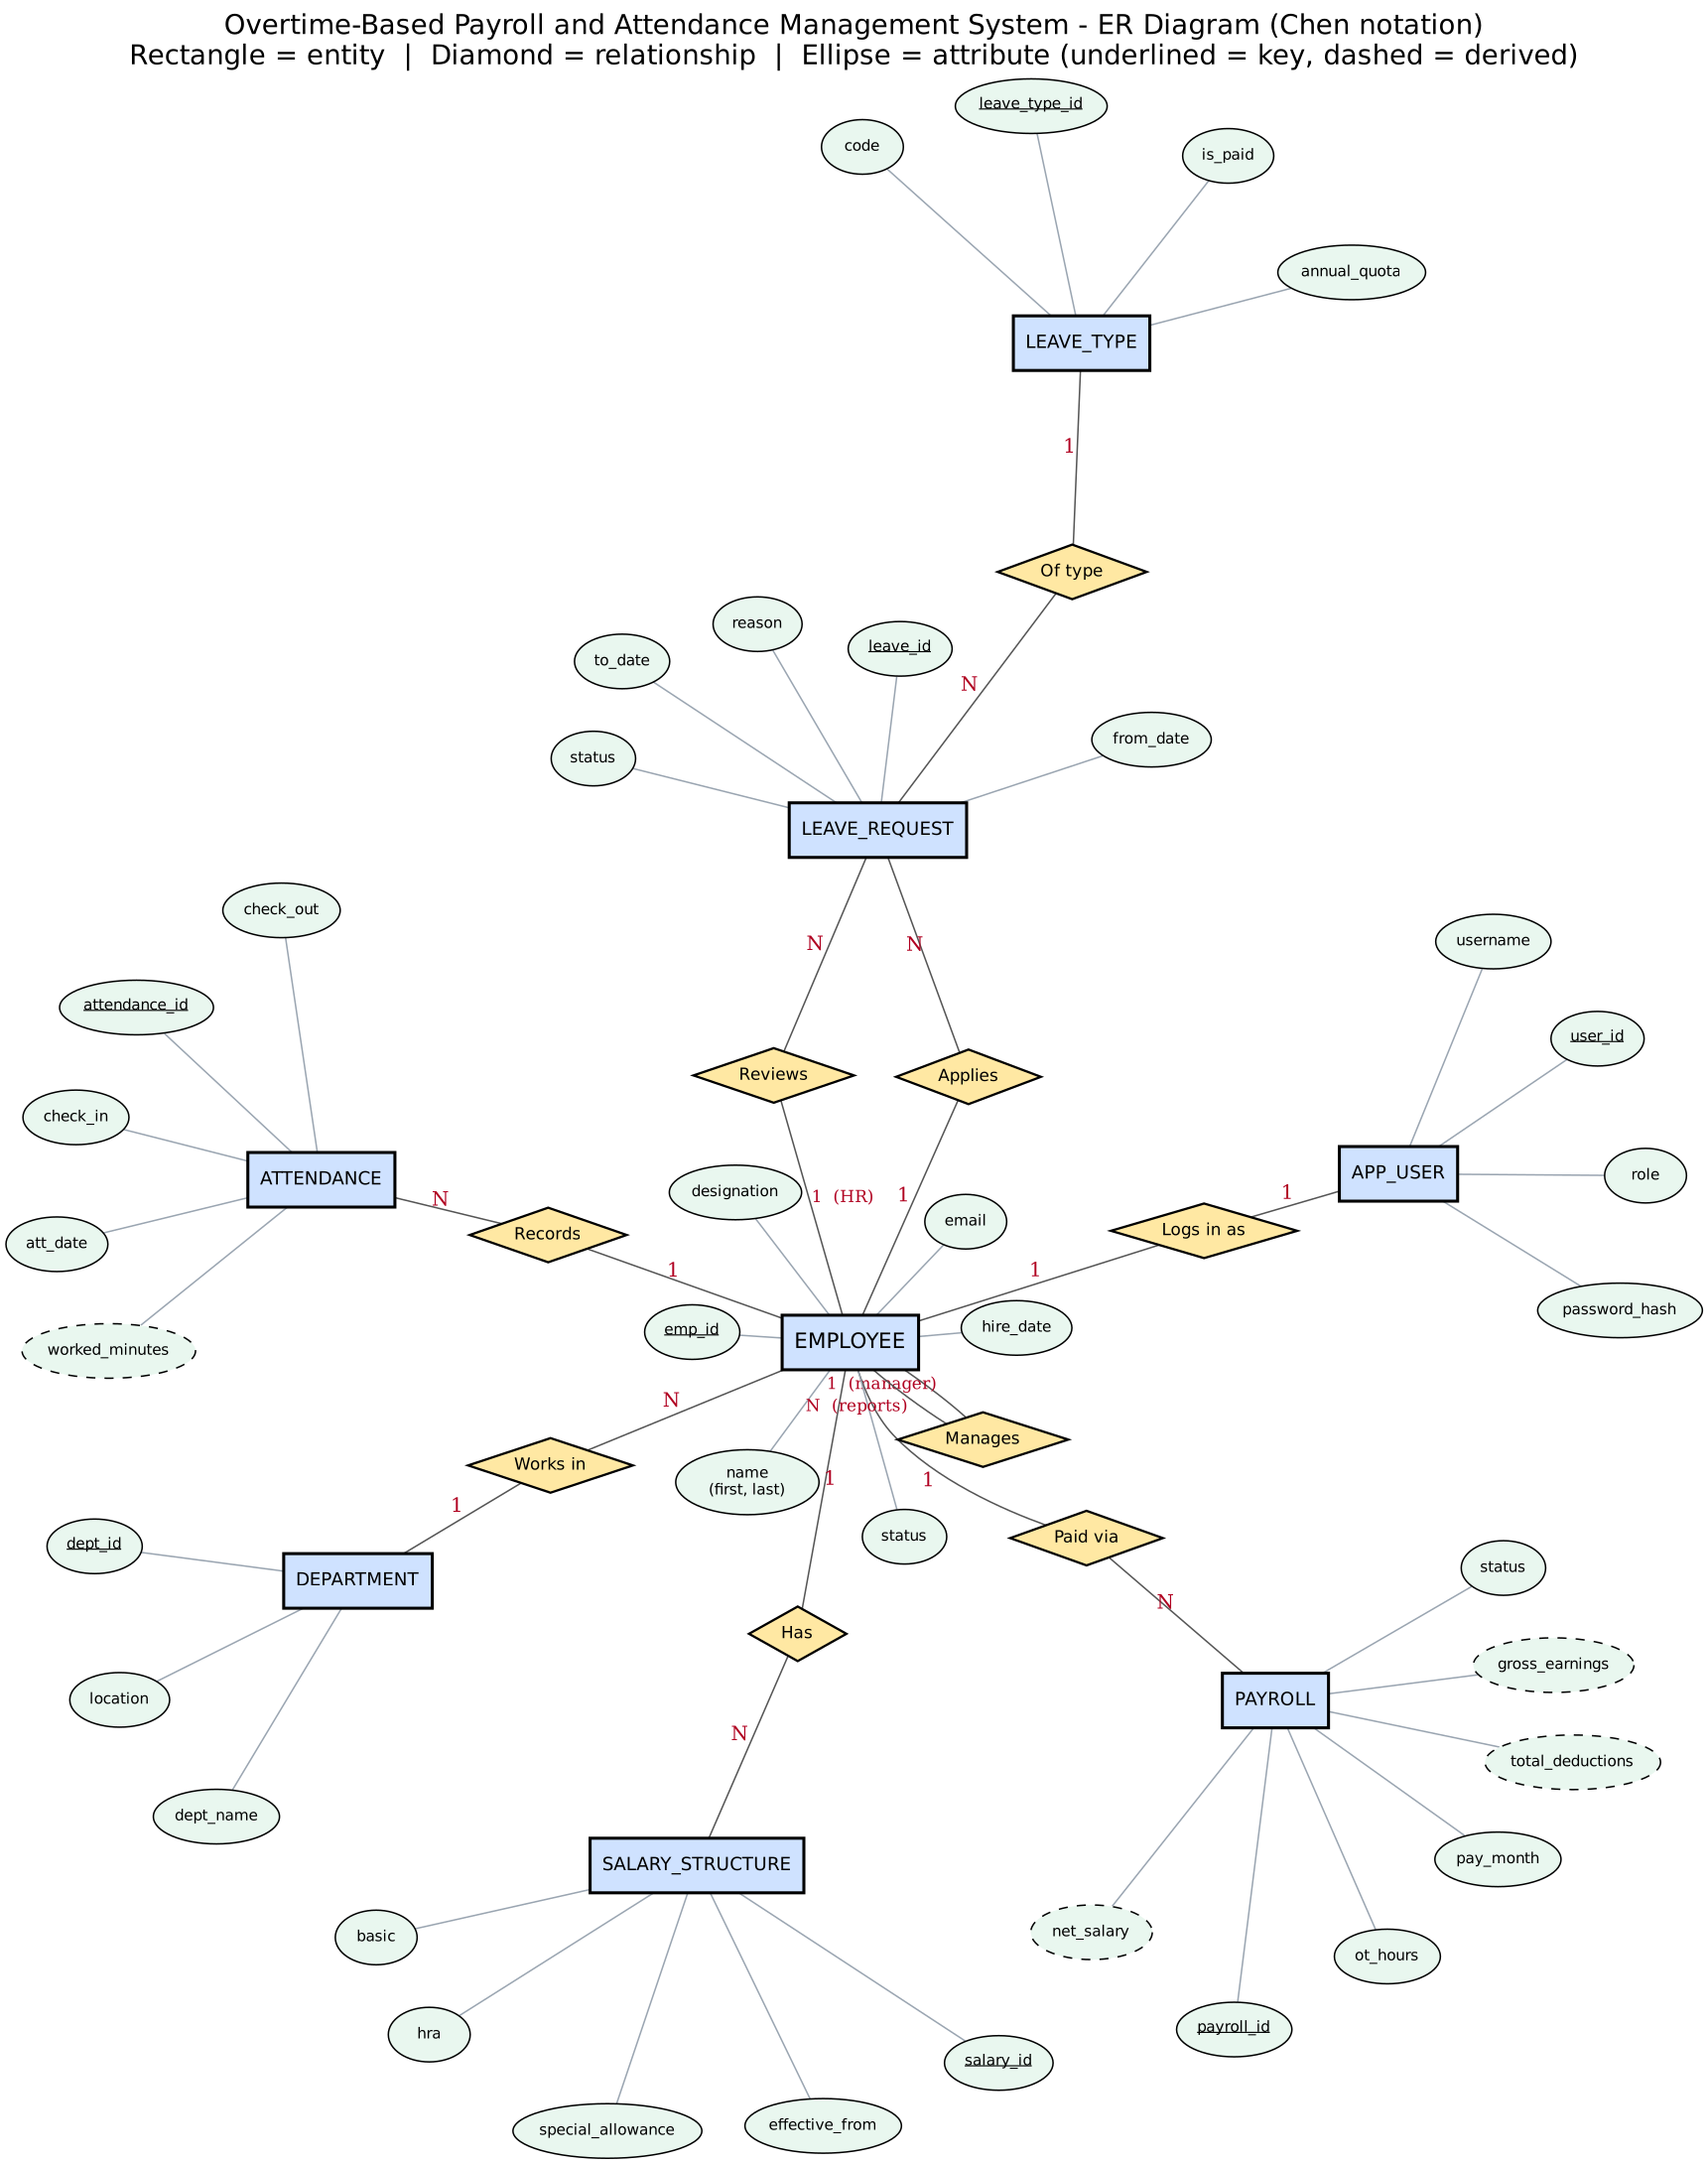 Overtime-Based Payroll and Attendance Management System - ER Diagram (Chen notation)
Rectangle = entity | Diamond = relationship | Ellipse = attribute (underlined = key, dashed = derived)
leave_type_id
code
is_paid
annual_quota
LEAVE_TYPE
1
Of type
reason
leave_id
to_date
N
from_date
status
LEAVE_REQUEST
check_out
username
N
N
attendance_id
user_id
Reviews
Applies
check_in
ATTENDANCE
APP_USER
role
designation
1 (HR)
1
1
N
email
Records
Logs in as
att_date
1
1
password_hash
emp_id
EMPLOYEE
hire_date
worked_minutes
1 (manager)
N
N (reports)
Manages
Works in
name
(first, last)
1
1
1
dept_id
status
Paid via
DEPARTMENT
status
N
Has
gross_earnings
location
PAYROLL
N
total_deductions
dept_name
SALARY_STRUCTURE
pay_month
basic
net_salary
ot_hours
hra
payroll_id
salary_id
special_allowance
effective_from